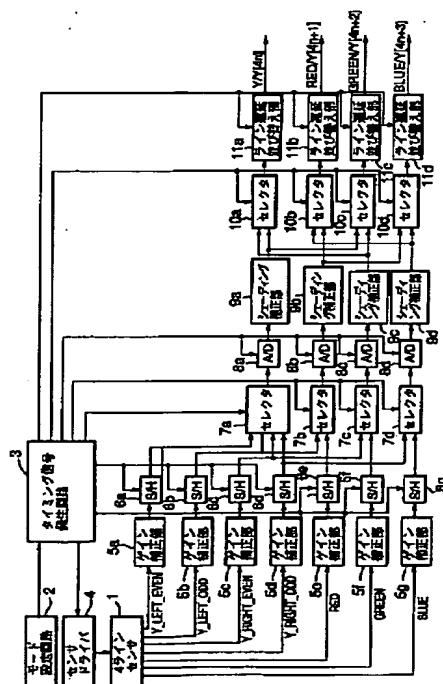 3
タイミング信号
発生回路
2
モード
設定回路
4
センサ
ドライバ
1
4ラインセンサ
Y_LEFT_EVEN
Y_LEFT_ODD
Y_RIGHT_EVEN
Y_RIGHT_ODD
RED
GREEN
BLUE
5a
ゲイン
補正部
5b
ゲイン
補正部
5c
ゲイン
補正部
5d
ゲイン
補正部
ゲイン
補正部
5f
ゲイン
補正部
ゲイン
補正部
6a
S/H
6b
S/H
6c
S/H
6d
S/H
6e
S/H
6f
S/H
S/H
7a
セレクタ
7b
セレクタ
7c
セレクタ
7d
セレクタ
8a
A/D
8b
A/D
A/D
8d
A/D
9a
シェーディング
補正部
9b
シェーディ
ング補正部
9c
シェーディ
ング補正部
9d
シェーディ
ング補正部
10a
セレクタ
10b
セレクタ
10c
セレクタ
10d
セレクタ
11a
ライン遅延
並び替え部
11b
ライン遅延
並び替え部
11c
ライン遅延
並び替え部
11d
ライン遅延
並び替え部
Y/Y[4n]
RED/Y[4n+1]
GREEN/Y[4n+2]
BLUE/Y[4n+3]